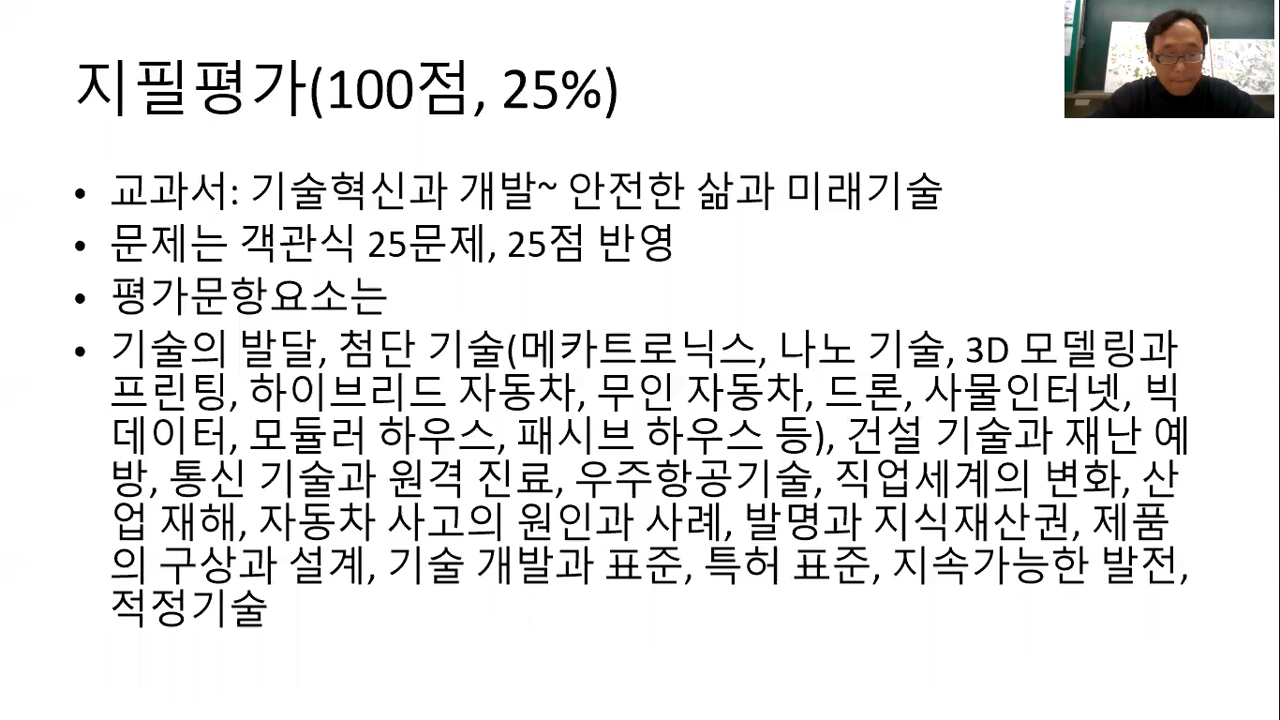 지필평가(100점, 25%)
• 교과서: 기술혁신과 개발~ 안전한 삶과 미래기술
• 문제는 객관식 25문제, 25점 반영
• 평가문항요소는
• 기술의 발달, 첨단 기술(메카트로닉스, 나노 기술, 3D 모델링과
프린팅, 하이브리드 자동차, 무인 자동차, 드론, 사물인터넷, 빅
데이터, 모듈러 하우스, 패시브 하우스 등), 건설 기술과 재난 예
방, 통신 기술과 원격 진료, 우주항공기술, 직업세계의 변화, 산
업 재해, 자동차 사고의 원인과 사례, 발명과 지식재산권, 제품
의 구상과 설계, 기술 개발과 표준, 특허 표준, 지속가능한 발전,
적정기술